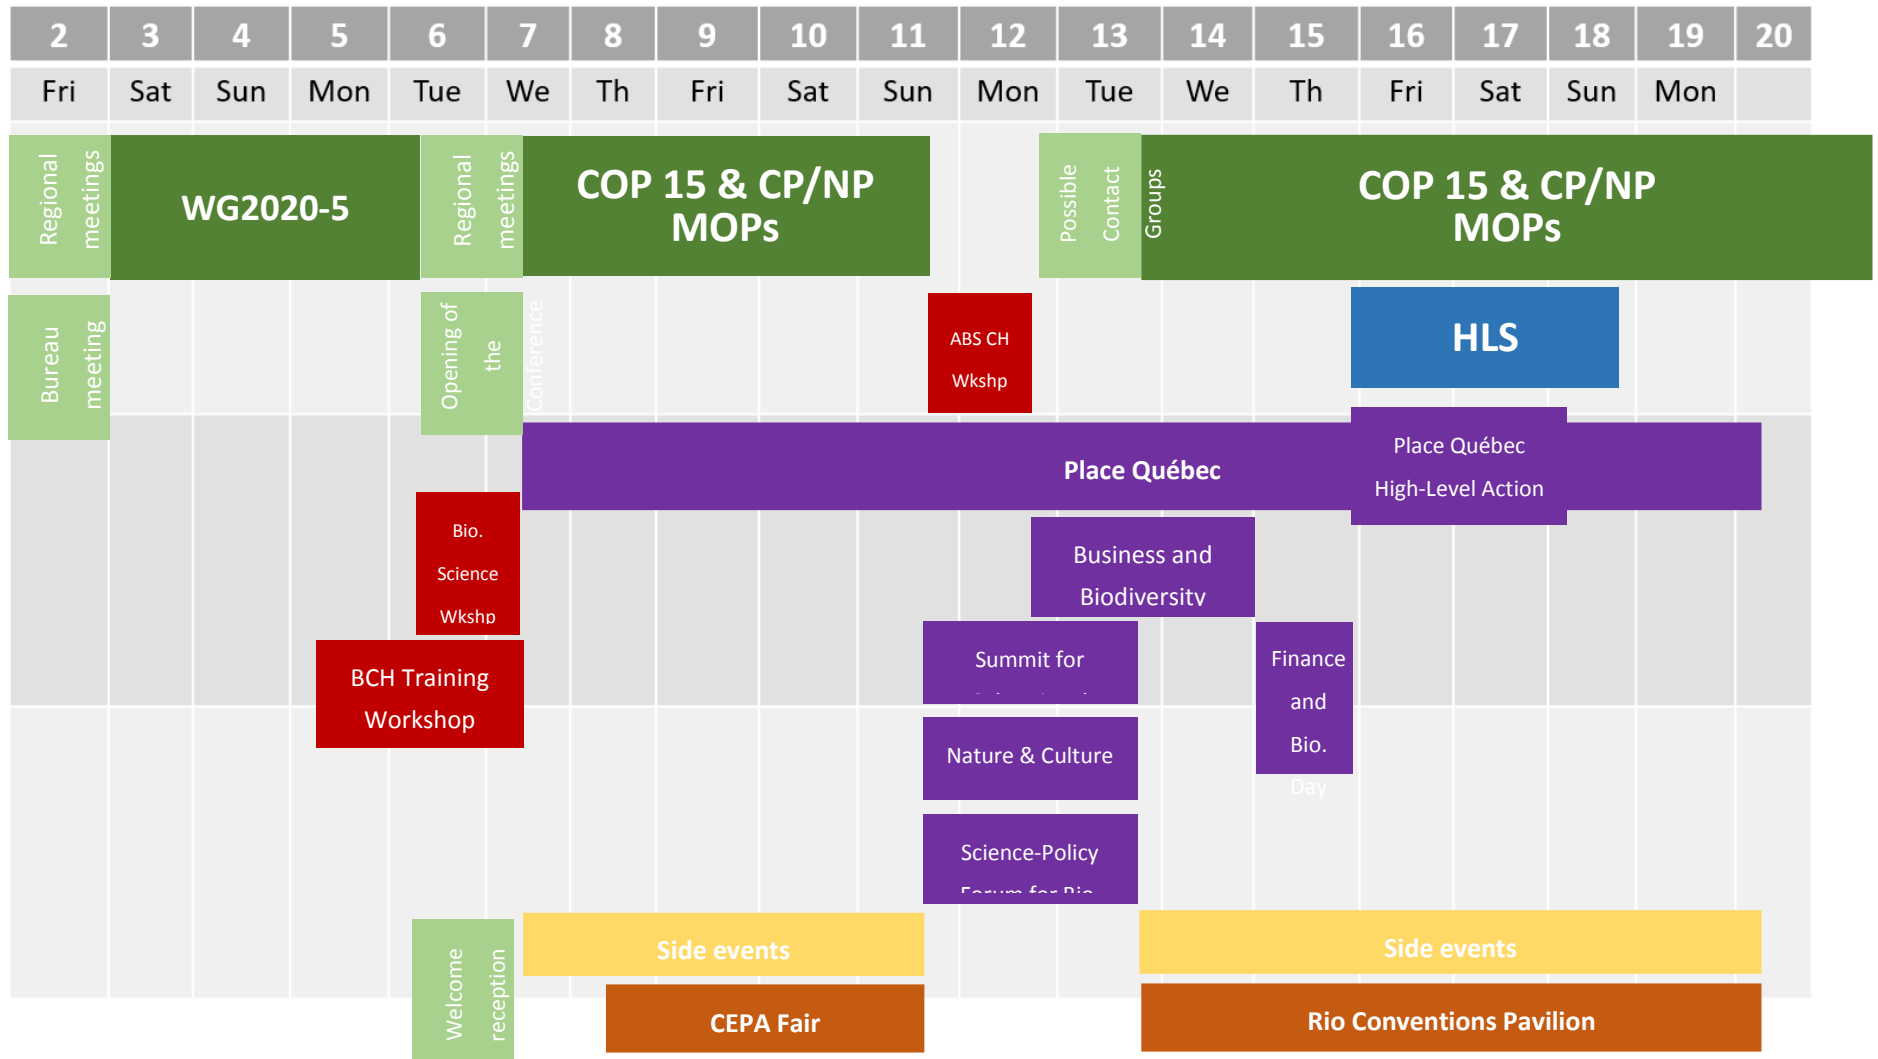 2 3 4 5 6 7 8 9 10 11 12 13 14 15 16 17 18 19 20
Fri Sat Sun Mon Tue We Th Fri Sat Sun Mon Tue We Th Fri Sat Sun Mon
Regional
meetings
WG2020-5
Regional
meetings
COP 15 & CP/NP
MOPs
Possible
Contact
Groups
COP 15 & CP/NP
MOPs
Bureau
meeting
Opening of
the
Conference
ABS CH
Wkshp
HLS
Place Québec
Place Québec
High-Level Action
Bio.
Science
Wkshp
Business and
Biodiversity
BCH Training
Workshop
Summit for
Finance
and
Bio.
Day
Nature & Culture
Science-Policy
Forum for Bio.
Welcome
reception
Side events
Side events
CEPA Fair
Rio Conventions Pavilion